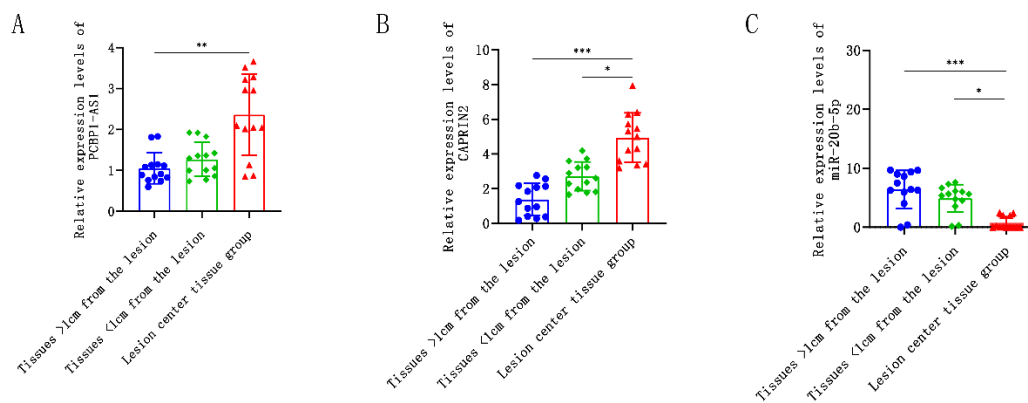 A
Relative expression levels of
PCBP1-AS1
4
3
2
1
0
**
Tissues >1cm from the lesion
Tissues <1cm from the lesion
Lesion center tissue group
B
Relative expression levels of
CAPRIN2
10
8
6
4
2
0
***
*
Tissues >1cm from the lesion
Tissues <1cm from the lesion
Lesion center tissue group
C
Relative expression levels of
miR-20b-5p
30
20
10
0
***
*
Tissues >1cm from the lesion
Tissues <1cm from the lesion
Lesion center tissue group